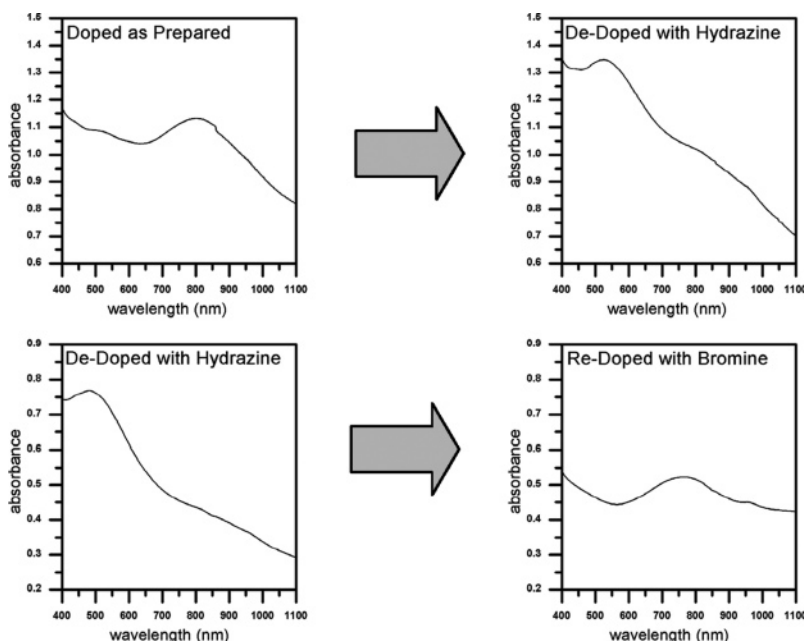 Doped as Prepared
1.5
1.4
1.3
1.2
1.1
1.0
0.9
0.8
0.7
0.6
absorbance
400 500 600 700 800 900 1000 1100
wavelength (nm)
De-Doped with Hydrazine
1.5
1.4
1.3
1.2
1.1
1.0
0.9
0.8
0.7
0.6
absorbance
400 500 600 700 800 900 1000 1100
wavelength (nm)
De-Doped with Hydrazine
0.9
0.8
0.7
0.6
0.5
0.4
0.3
0.2
absorbance
400 500 600 700 800 900 1000 1100
wavelength (nm)
Re-Doped with Bromine
0.9
0.8
0.7
0.6
0.5
0.4
0.3
0.2
absorbance
400 500 600 700 800 900 1000 1100
wavelength (nm)